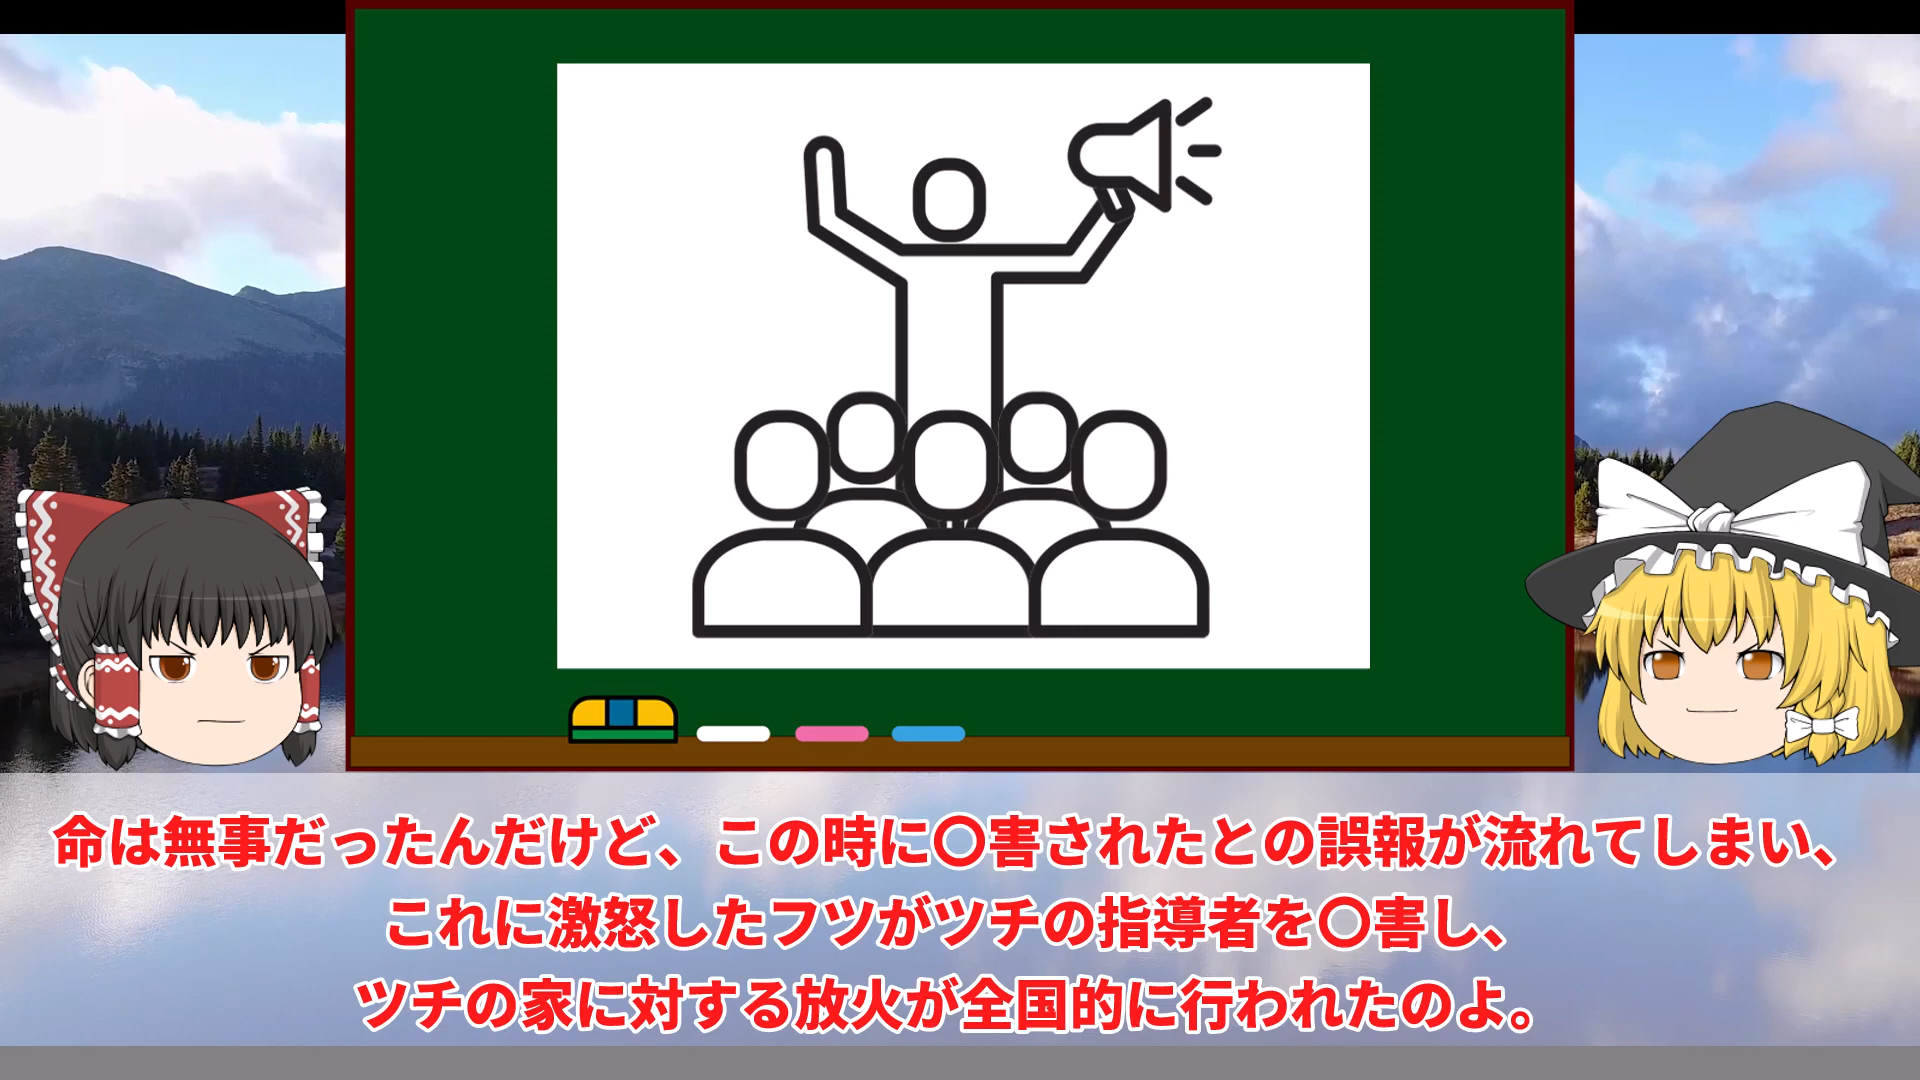 命は無事だったんだけど、この時に〇害されたとの誤報が流れてしまい、
これに激怒したフツがツチの指導者を〇害し、
ツチの家に対する放火が全国的に行われたのよ。